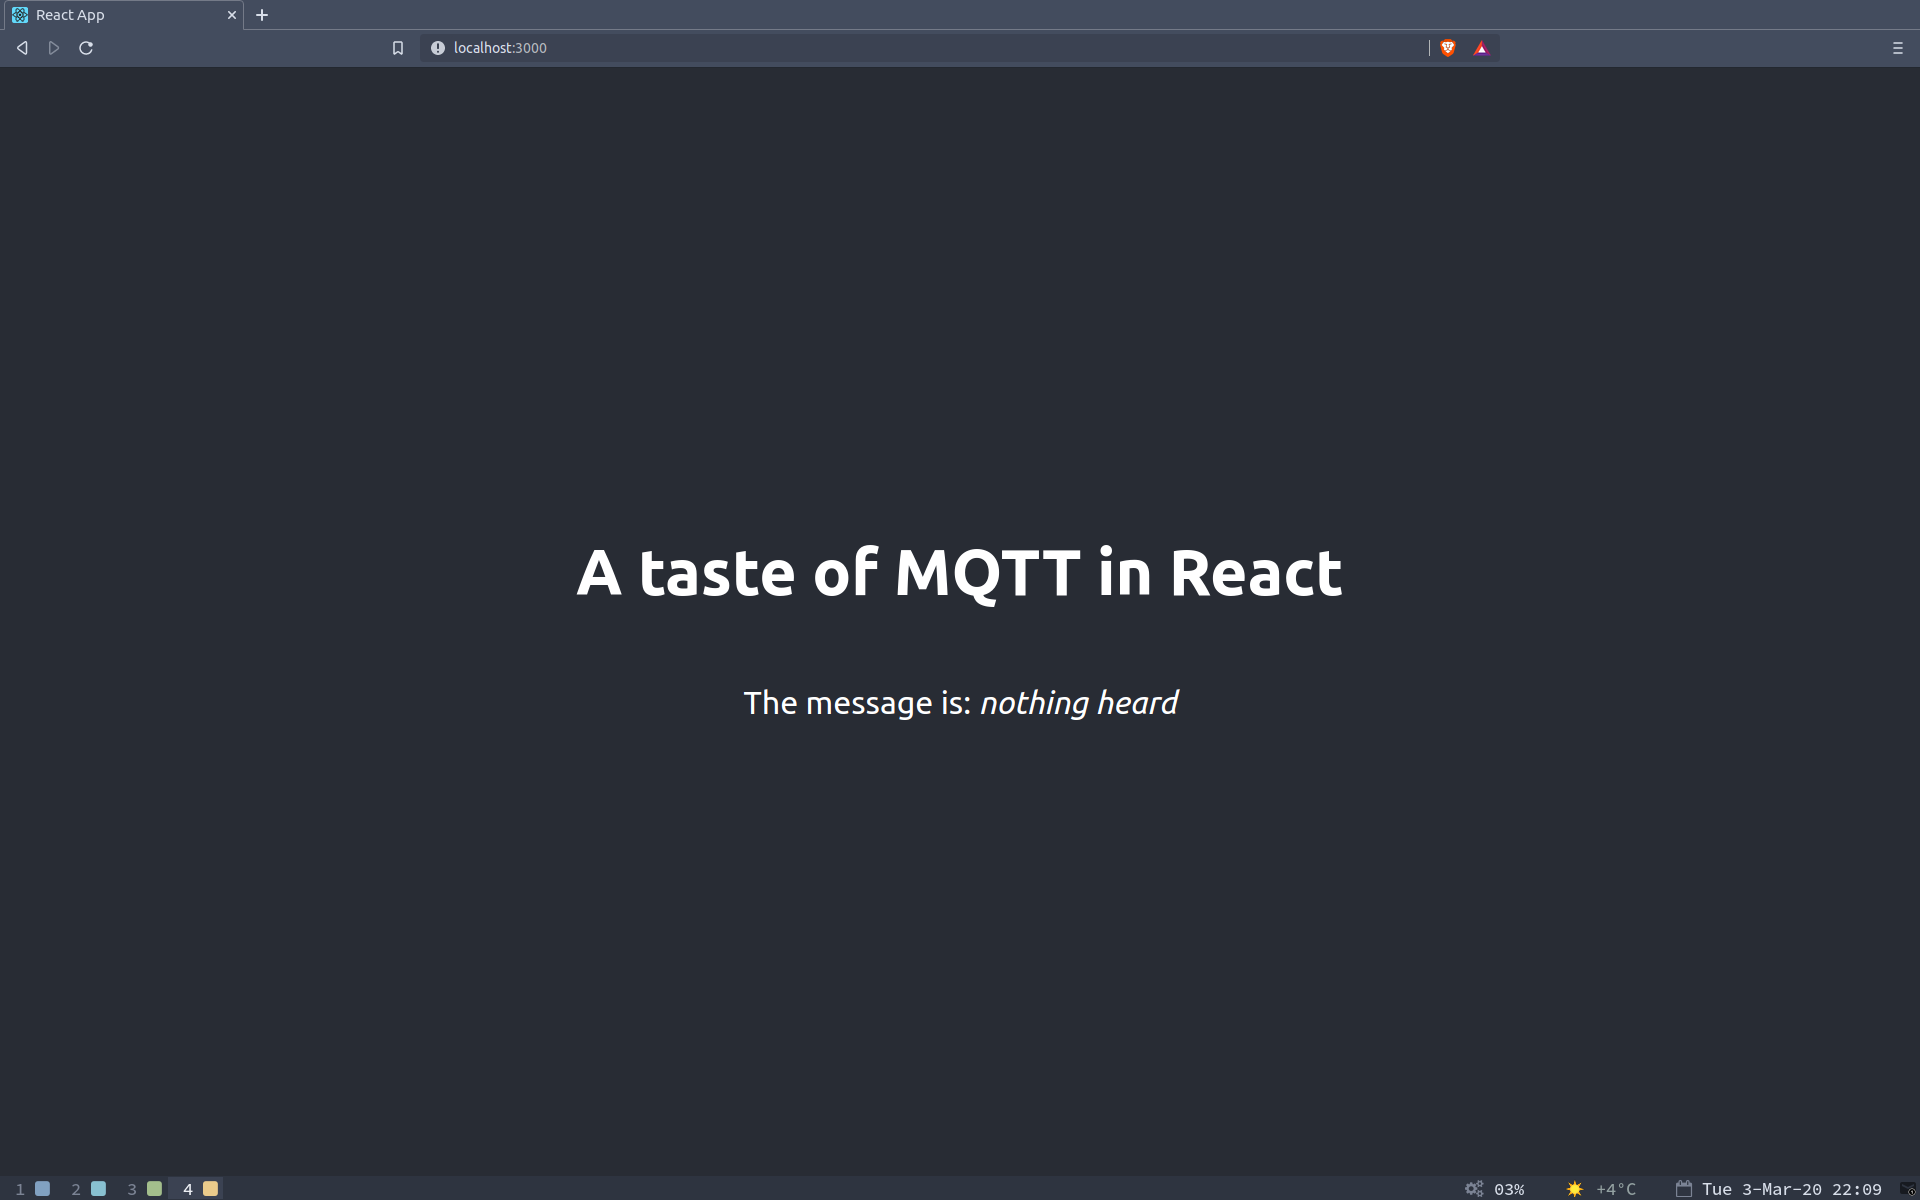 React App
localhost:3000
A taste of MQTT in React
The message is: nothing heard
1 2 3 4 03% +4°C Tue 3-Mar-20 22:09